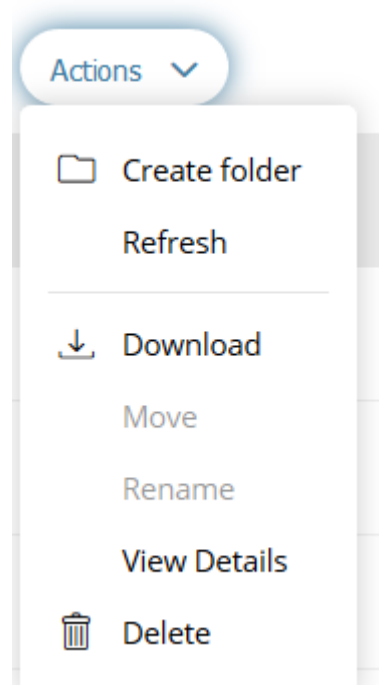 Actions
Create folder
Refresh
Download
Move
Rename
View Details
Delete